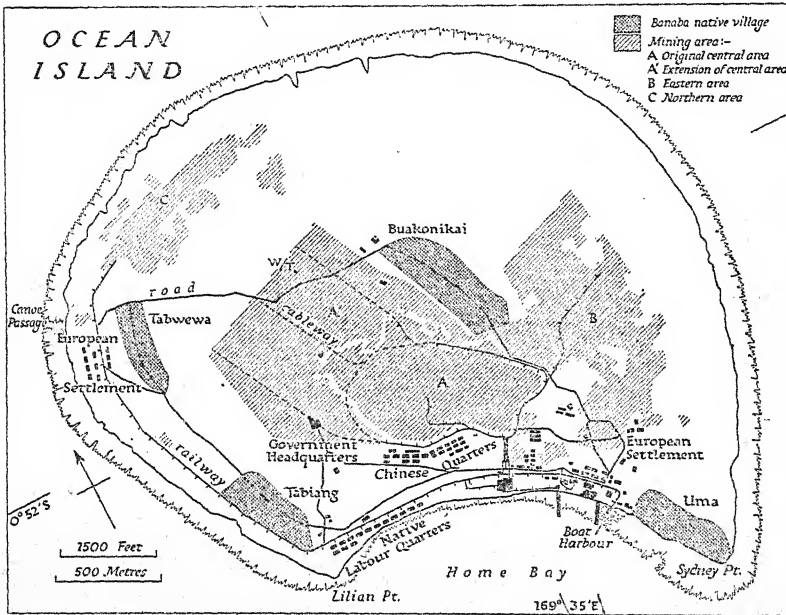 OCEAN
ISLAND
Banaba native village
Mining area:-
A Original central area
A' Extension of central area
B Eastern area
C Northern area
C
Buakonikai
W.T.
road
A'
cableway
B
Canoe
Passage
Tabwewa
European
Settlement
A
railway
Government
Headquarters
Chinese Quarters
European
Settlement
Tabiang
Uma
Native
Labour Quarters
Boat
Harbour
0°52'S
1500 Feet
500 Metres
Home Bay
Sydney Pt.
Lilian Pt.
169° 35'E